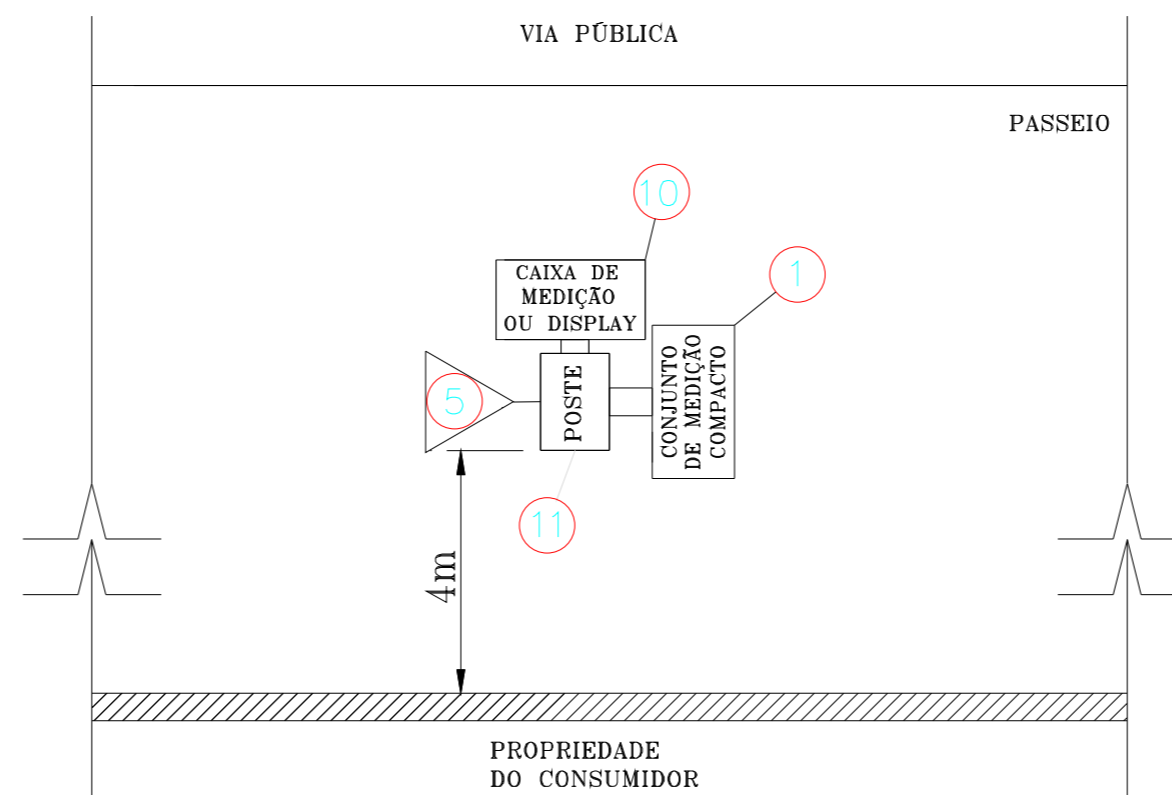 VIA PÚBLICA
PASSEIO
10
1
CAIXA DE
MEDIÇÃO
OU DISPLAY
5
POSTE
CONJUNTO
DE MEDIÇÃO
COMPACTO
11
4m
PROPRIEDADE
DO CONSUMIDOR